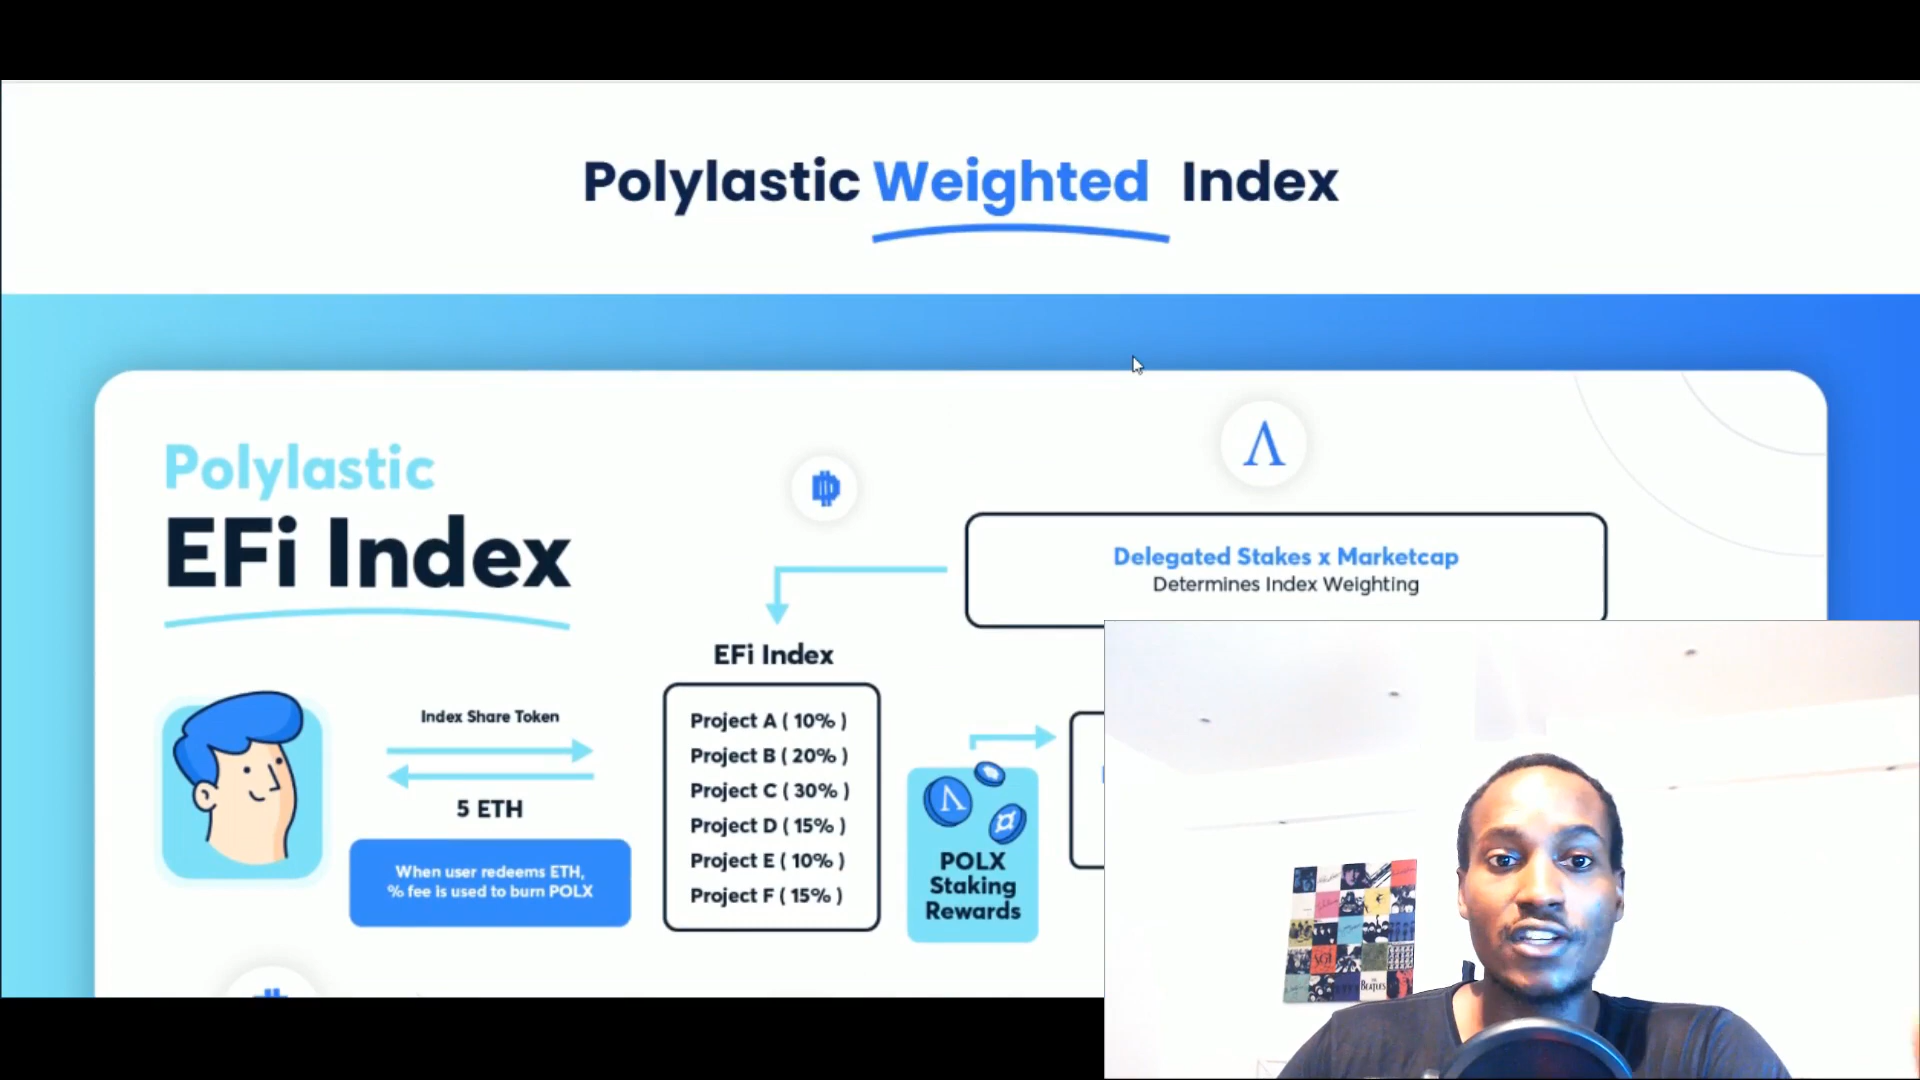 Polylastic Weighted Index
Polylastic
EFi Index
Delegated Stakes x Marketcap
Determines Index Weighting
EFi Index
Index Share Token
5 ETH
When user redeems ETH,
% fee is used to burn POLX
Project A ( 10% )
Project B ( 20% )
Project C ( 30% )
Project D ( 15% )
Project E ( 10% )
Project F ( 15% )
POLX
Staking
Rewards
BEATLES